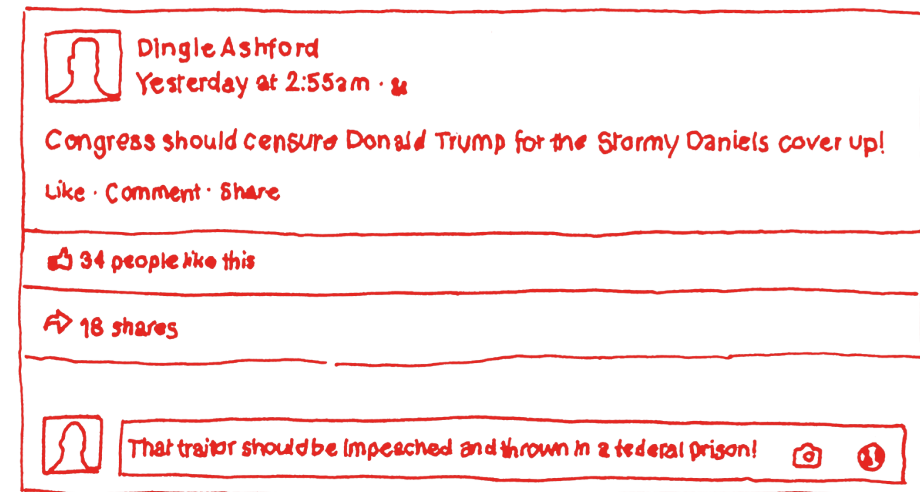 Dingle Ashford
Yesterday at 2:55am ·
Congress should censure Donald Trump for the Stormy Daniels cover up!
Like · Comment · Share
34 people like this
18 shares
That traitor should be impeached and thrown in a federal prison!